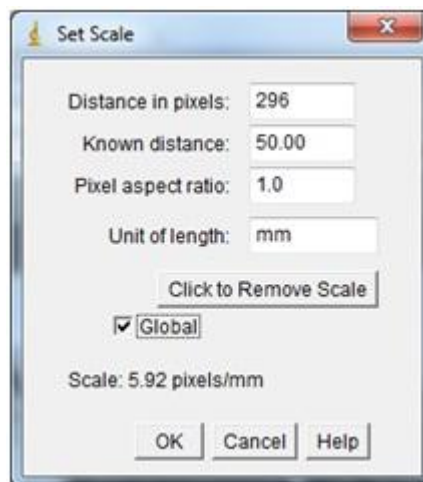 Set Scale
Distance in pixels: 296
Known distance: 50.00
Pixel aspect ratio: 1.0
Unit of length: mm
Click to Remove Scale
Global
Scale: 5.92 pixels/mm
OK Cancel Help